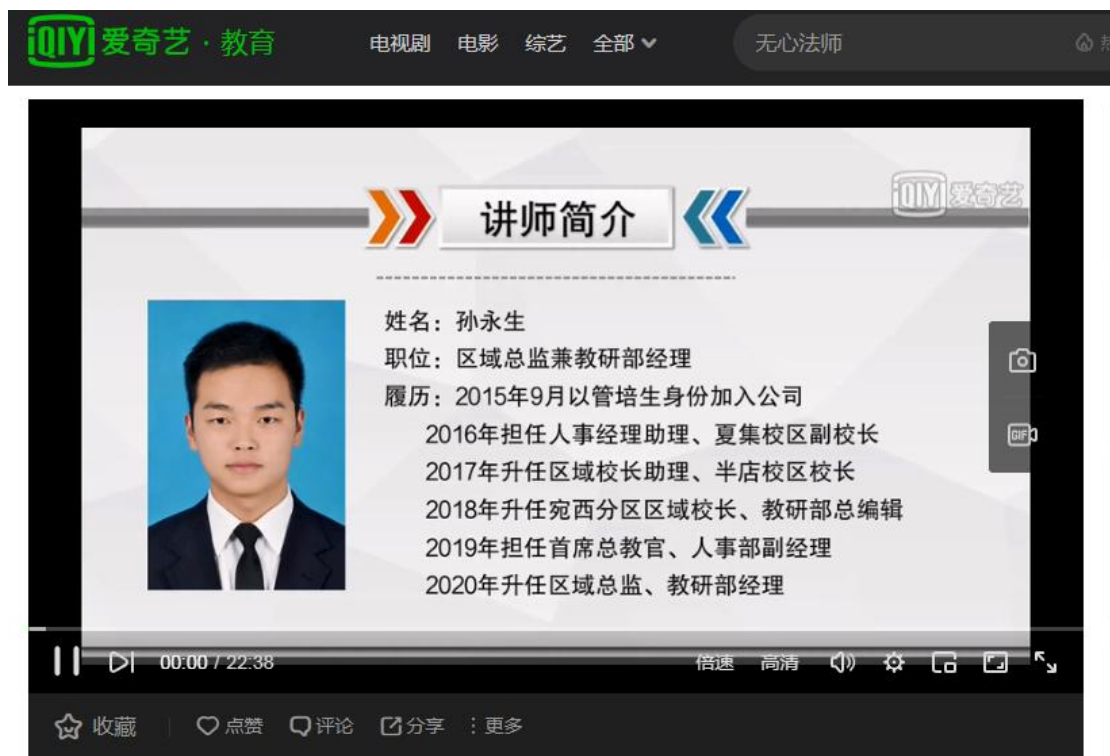 iQIYI 爱奇艺·教育 电视剧 电影 综艺 全部 无心法师
iQIYI 爱奇艺
讲师简介
姓名：孙永生
职位：区域总监兼教研部经理
履历：2015年9月以管培生身份加入公司
2016年担任人事经理助理、夏集校区副校长
2017年升任区域校长助理、半店校区校长
2018年升任宛西分区区域校长、教研部总编辑
2019年担任首席总教官、人事部副经理
2020年升任区域总监、教研部经理
GIF
00:00 / 22:38 倍速 高清
收藏 点赞 评论 分享 更多